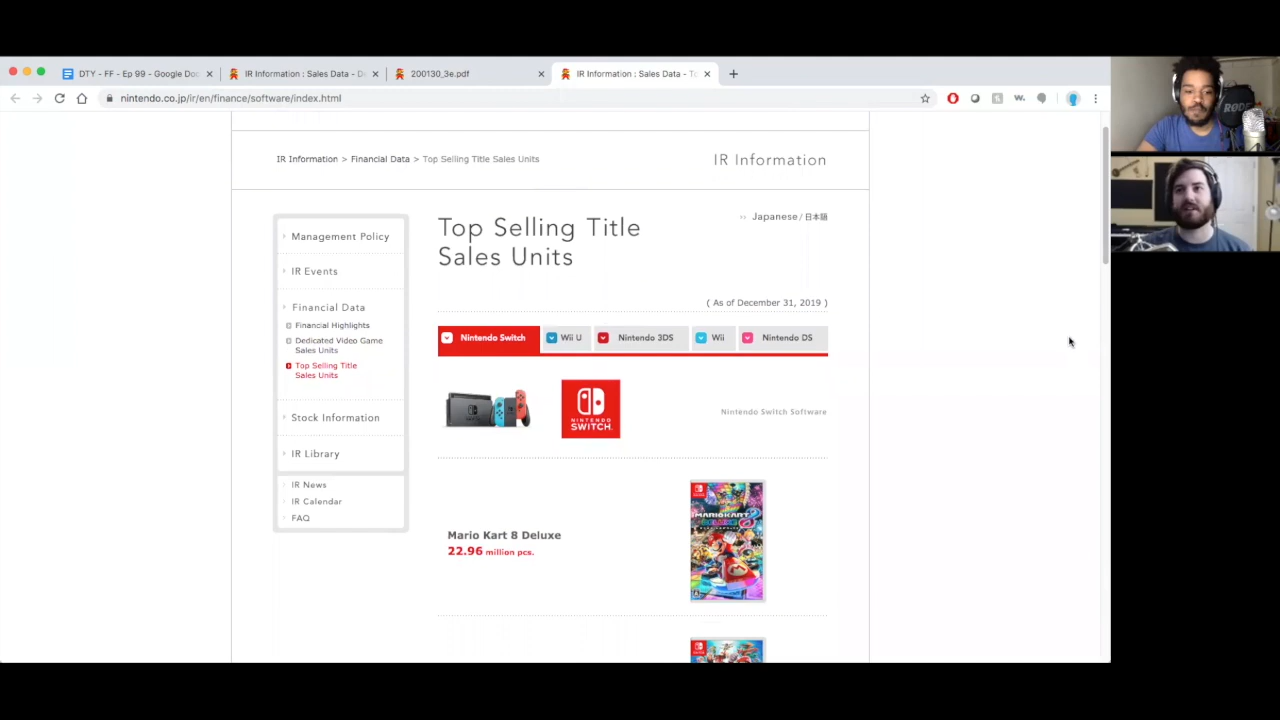 DTY - FF - Ep 99 - Google Doc
IR Information : Sales Data - De
200130_3e.pdf
IR Information : Sales Data - To
nintendo.co.jp/ir/en/finance/software/index.html
RØDE
IR Information > Financial Data > Top Selling Title Sales Units
IR Information
Management Policy
IR Events
Financial Data
Financial Highlights
Dedicated Video Game
Sales Units
Top Selling Title
Sales Units
Stock Information
IR Library
IR News
IR Calendar
FAQ
Top Selling Title
Sales Units
Japanese / 日本語
( As of December 31, 2019 )
Nintendo Switch
Wii U
Nintendo 3DS
Wii
Nintendo DS
NINTENDO
SWITCH
Nintendo Switch Software
MARIOKART
8
DELUXE
Mario Kart 8 Deluxe
22.96 million pcs.